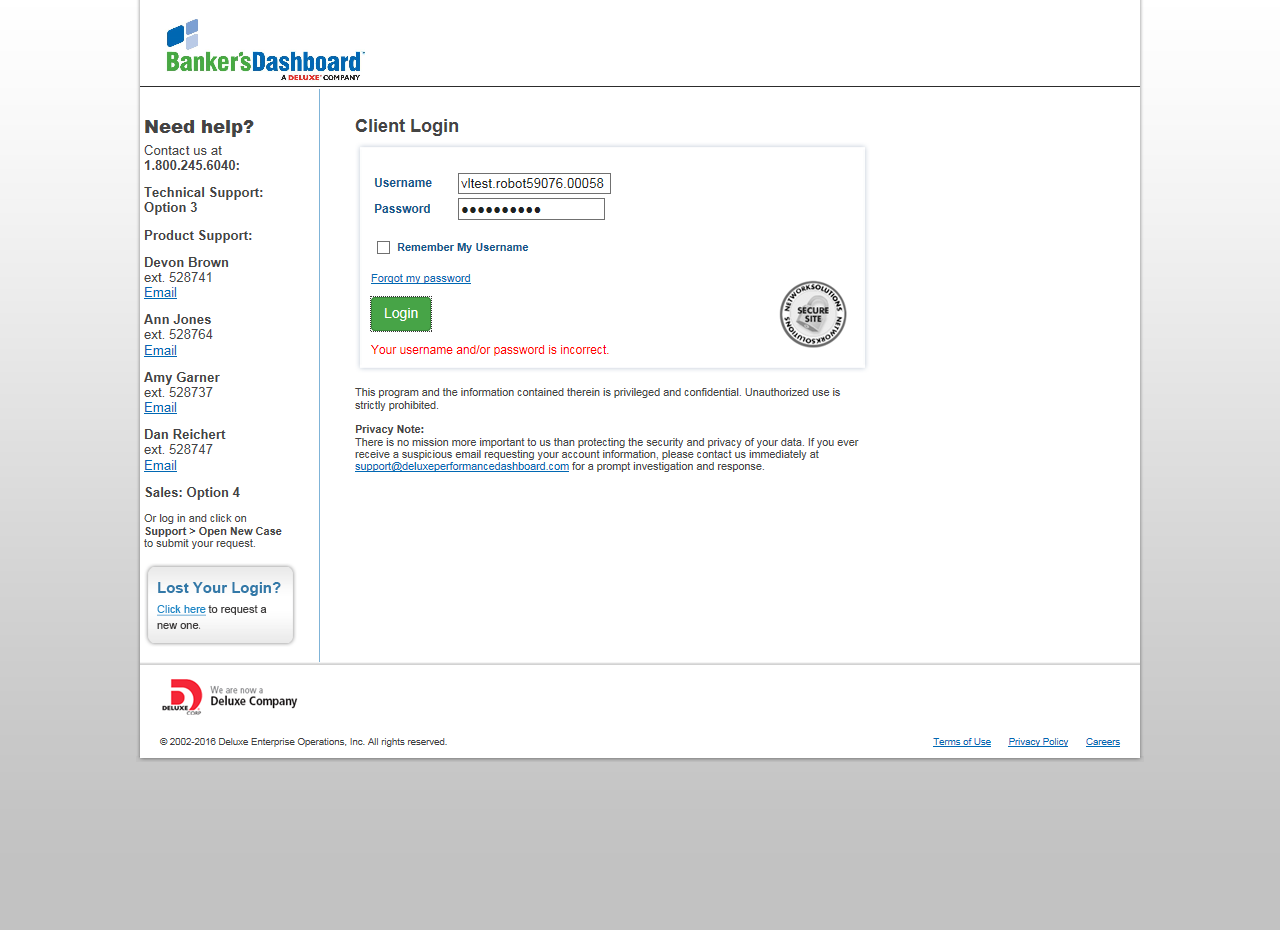 Banker'sDashboard
A DELUXE COMPANY
Need help?
Contact us at
1.800.245.6040:
Technical Support:
Option 3
Product Support:
Devon Brown
ext. 528741
Email
Ann Jones
ext. 528764
Email
Amy Garner
ext. 528737
Email
Dan Reichert
ext. 528747
Email
Sales: Option 4
Or log in and click on
Support > Open New Case
to submit your request.
Lost Your Login?
Click here to request a
new one.
Client Login
Username vltest.robot59076.00058
Password ●●●●●●●●●●
Remember My Username
Forgot my password
Login
NETWORKSOLUTIONS
SECURE
SITE
NETWORKSOLUTIONS
Your username and/or password is incorrect.
This program and the information contained therein is privileged and confidential. Unauthorized use is
strictly prohibited.
Privacy Note:
There is no mission more important to us than protecting the security and privacy of your data. If you ever
receive a suspicious email requesting your account information, please contact us immediately at
support@deluxeperformancedashboard.com for a prompt investigation and response.
DELUXE
CORP
We are now a
Deluxe Company
© 2002-2016 Deluxe Enterprise Operations, Inc. All rights reserved.
Terms of Use Privacy Policy Careers